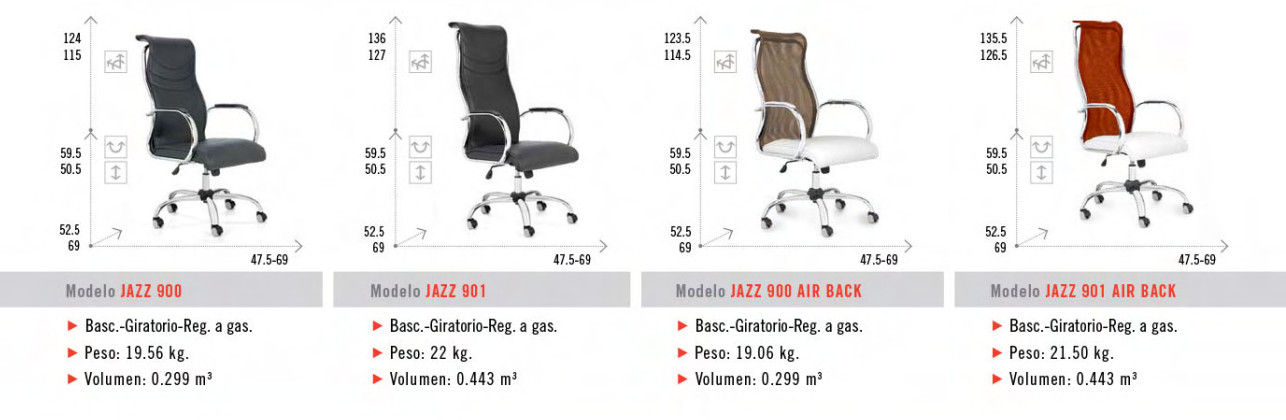 124
115
59.5
50.5
52.5
69
47.5-69
Modelo JAZZ 900
► Basc.-Giratorio-Reg. a gas.
► Peso: 19.56 kg.
► Volumen: 0.299 m³
136
127
59.5
50.5
52.5
69
47.5-69
Modelo JAZZ 901
► Basc.-Giratorio-Reg. a gas.
► Peso: 22 kg.
► Volumen: 0.443 m³
123.5
114.5
59.5
50.5
52.5
69
47.5-69
Modelo JAZZ 900 AIR BACK
► Basc.-Giratorio-Reg. a gas.
► Peso: 19.06 kg.
► Volumen: 0.299 m³
135.5
126.5
59.5
50.5
52.5
69
47.5-69
Modelo JAZZ 901 AIR BACK
► Basc.-Giratorio-Reg. a gas.
► Peso: 21.50 kg.
► Volumen: 0.443 m³